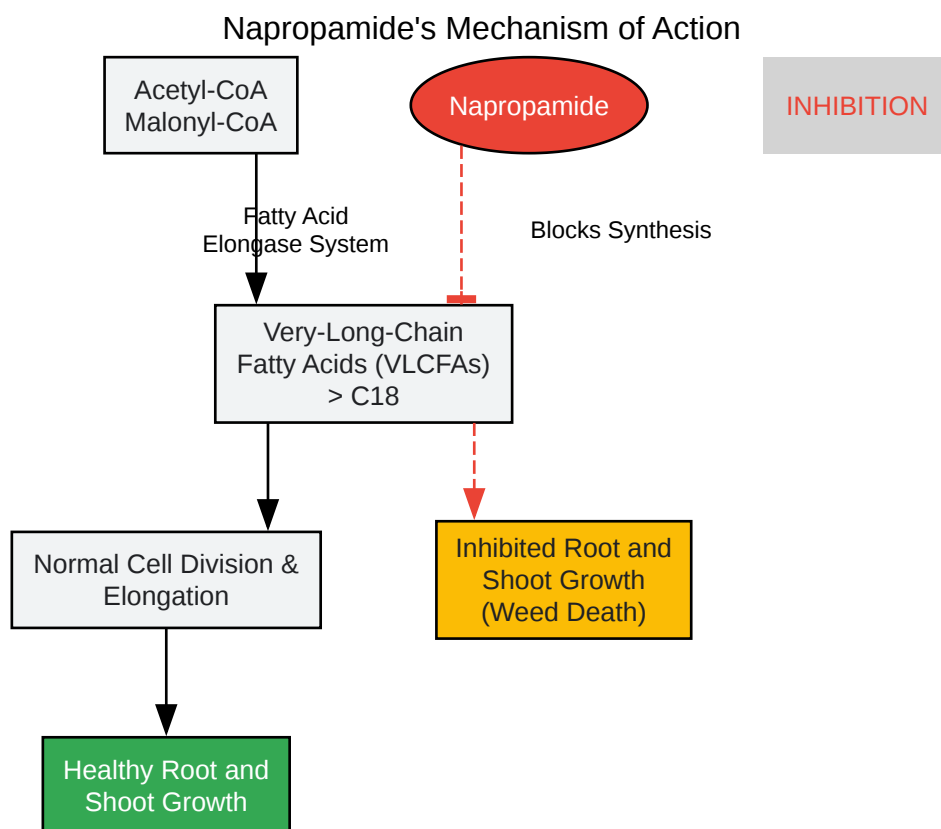 Napropamide's Mechanism of Action
Acetyl-CoA
Malonyl-CoA
Napropamide
INHIBITION
Fatty Acid
Elongase System
Blocks Synthesis
Very-Long-Chain
Fatty Acids (VLCFAs)
> C18
Normal Cell Division &
Elongation
Inhibited Root and
Shoot Growth
(Weed Death)
Healthy Root and
Shoot Growth